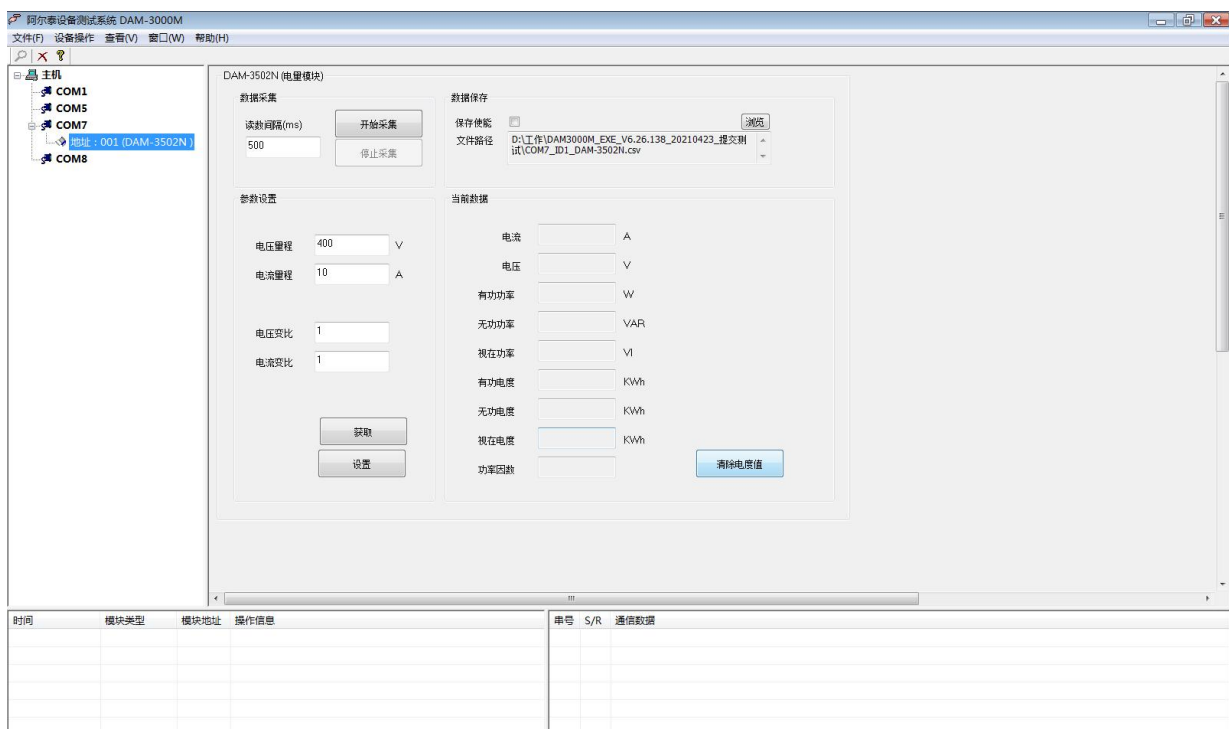 阿尔泰设备测试系统 DAM-3000M
文件(F) 设备操作 查看(V) 窗口(W) 帮助(H)
主机
COM1
COM5
COM7
地址：001 (DAM-3502N )
COM8
DAM-3502N (电量模块)
数据采集
读数间隔(ms)
500
开始采集
停止采集
数据保存
保存使能
浏览
文件路径
D:\工作\DAM3000M_EXE_V6.26.138_20210423_提交测
试\COM7_ID1_DAM-3502N.csv
参数设置
电压量程 400 V
电流量程 10 A
电压变比 1
电流变比 1
获取
设置
当前数据
电流 A
电压 V
有功功率 W
无功功率 VAR
视在功率 VI
有功电度 KWh
无功电度 KWh
视在电度 KWh
功率因数
清除电度值
时间 模块类型 模块地址 操作信息
串号 S/R 通信数据